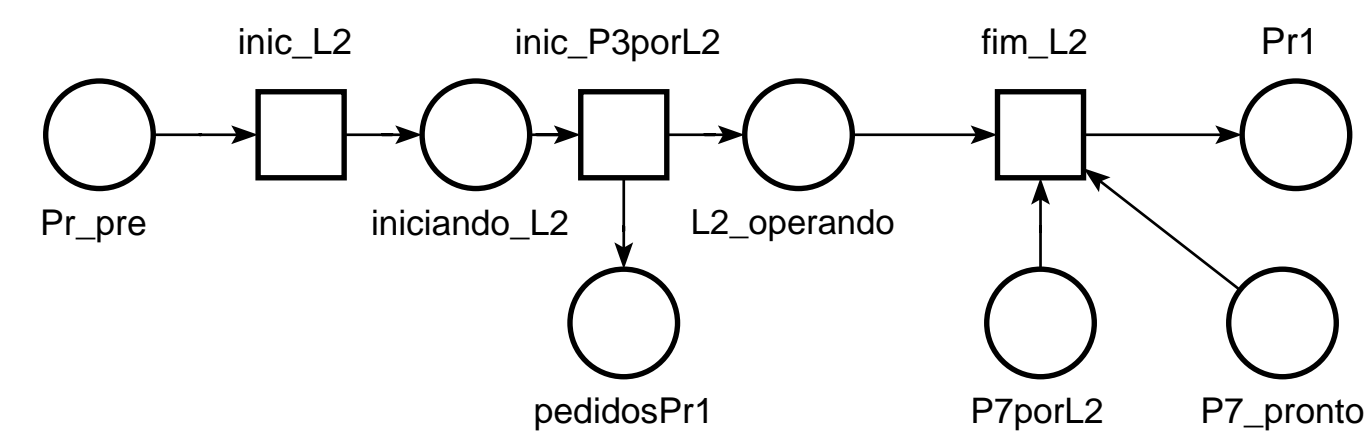 inic_L2 inic_P3porL2 fim_L2 Pr1
Pr_pre iniciando_L2 L2_operando
pedidosPr1 P7porL2 P7_pronto